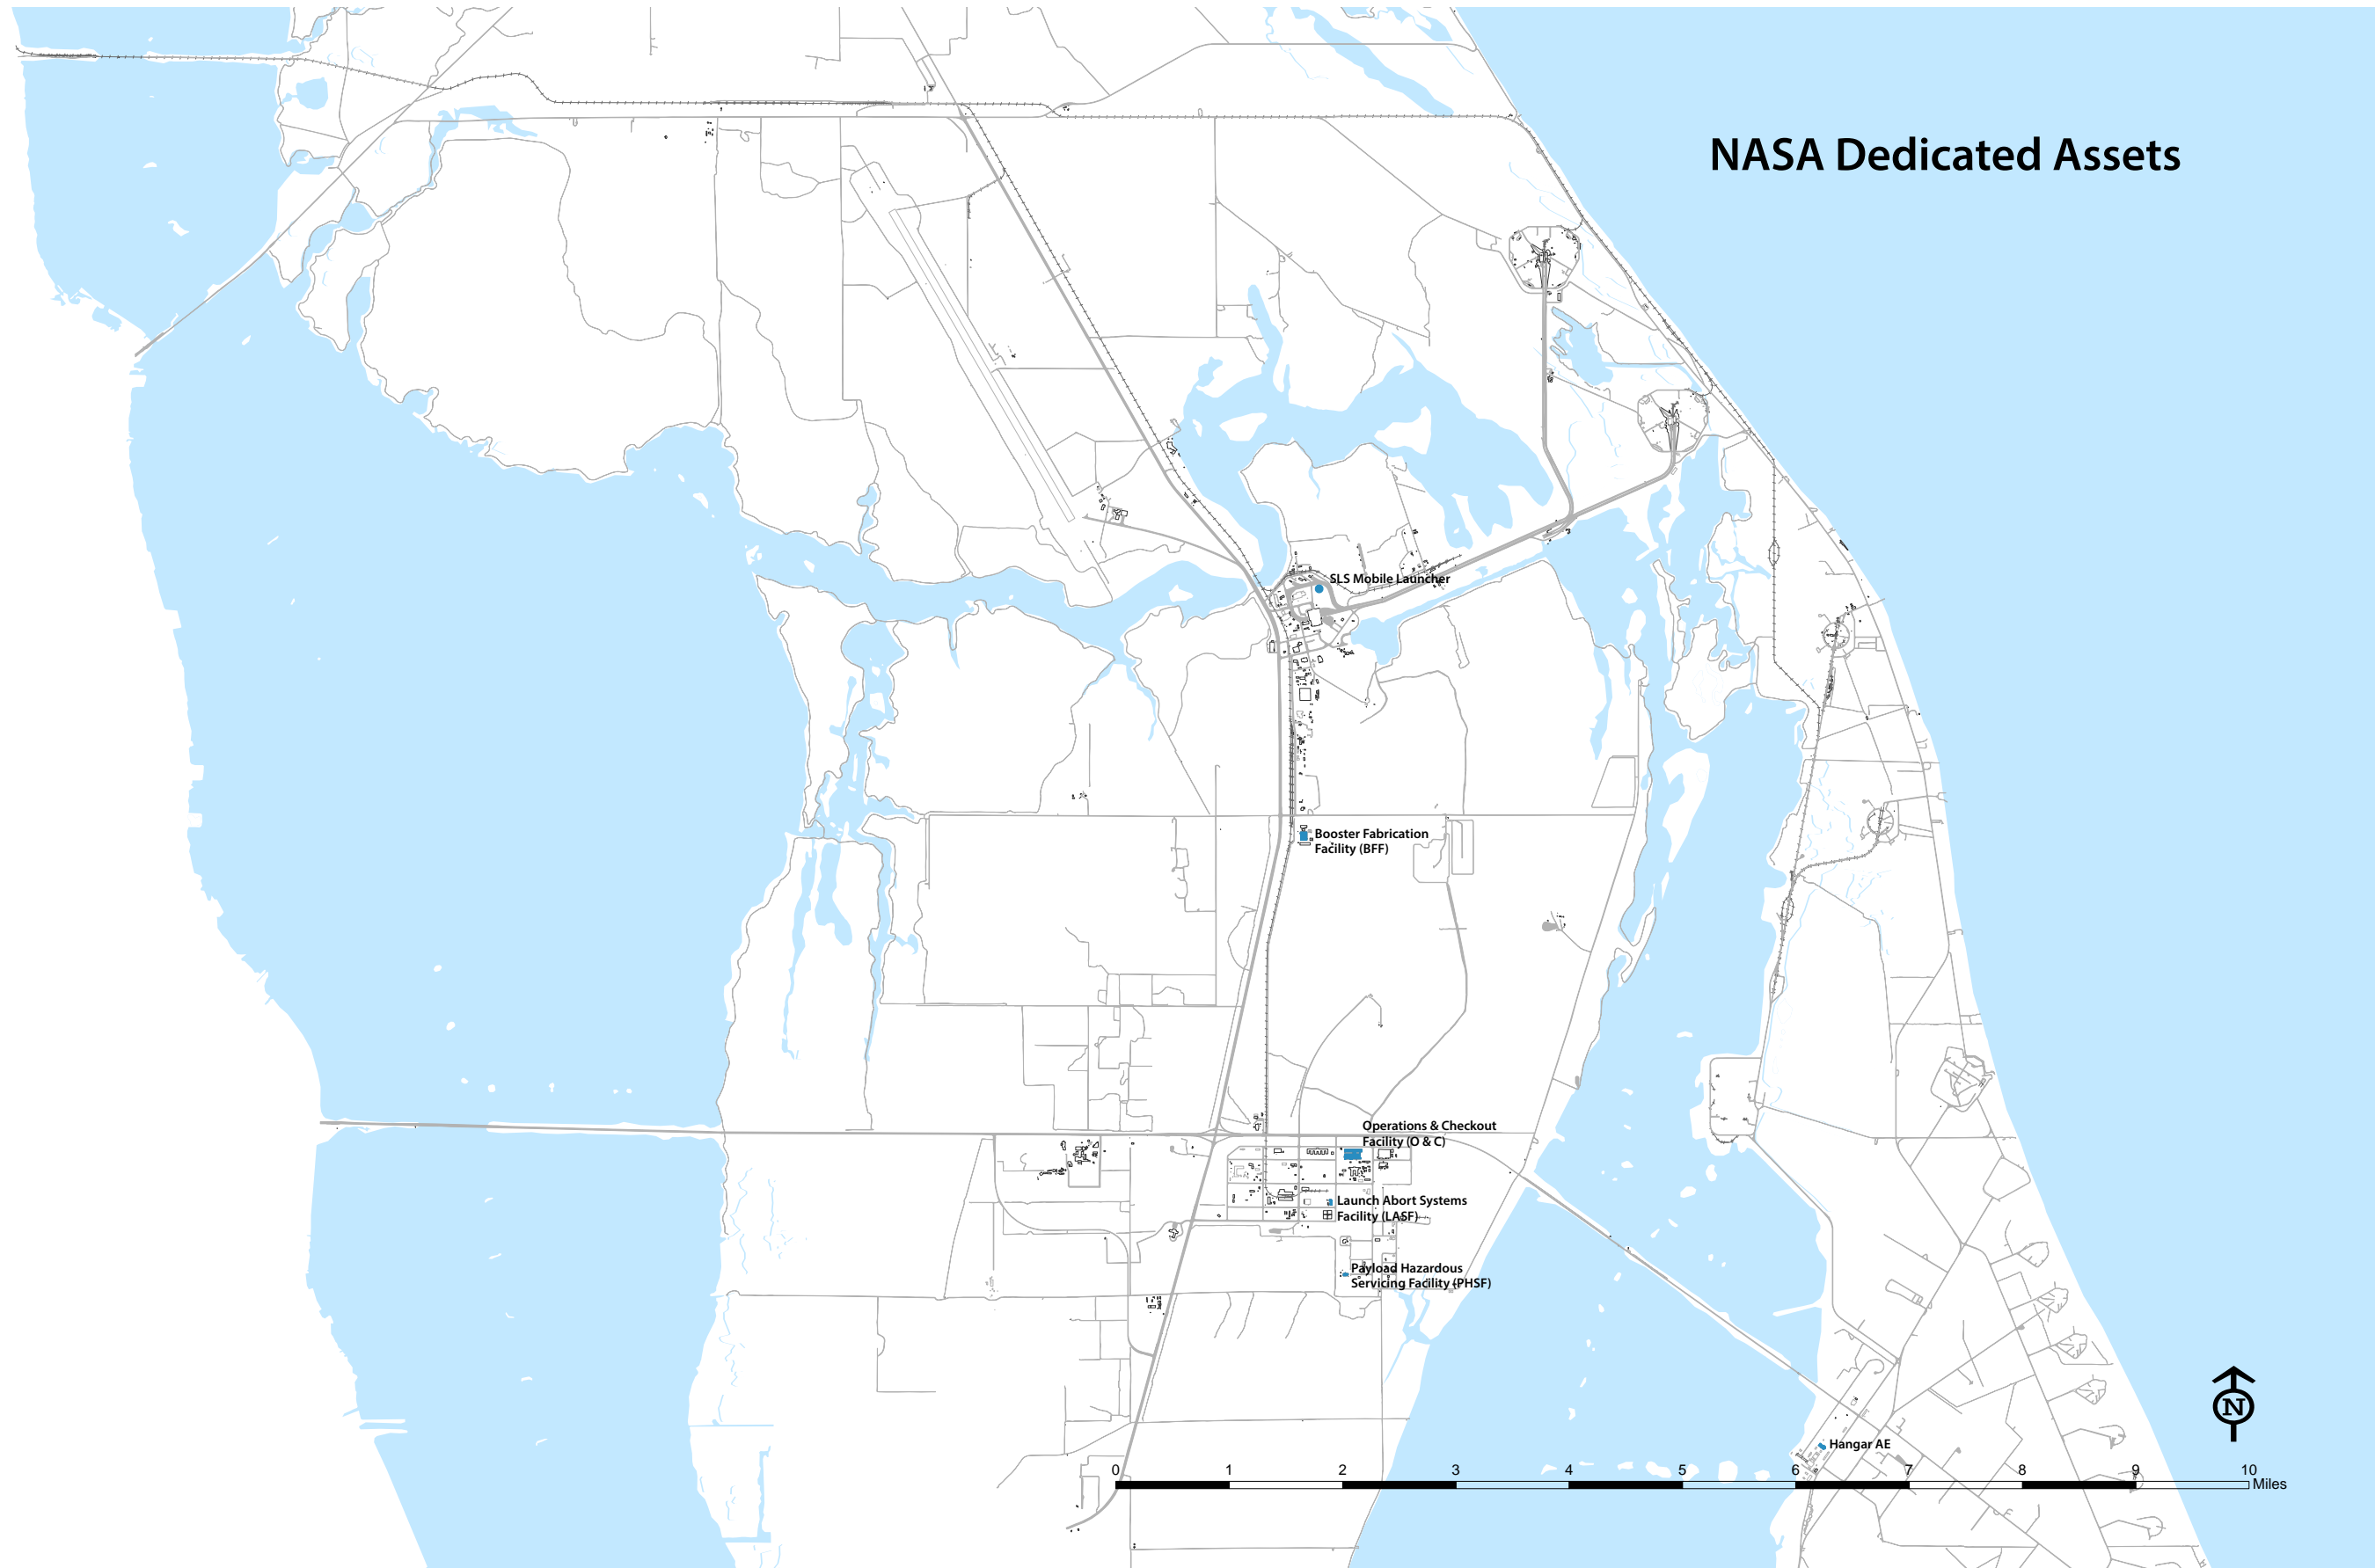 NASA Dedicated Assets
SLS Mobile Launcher
Booster Fabrication
Facility (BFF)
Operations & Checkout
Facility (O & C)
Launch Abort Systems
Facility (LASF)
Payload Hazardous
Servicing Facility (PHSF)
N
Hangar AE
0 1 2 3 4 5 6 7 8 9 10
Miles